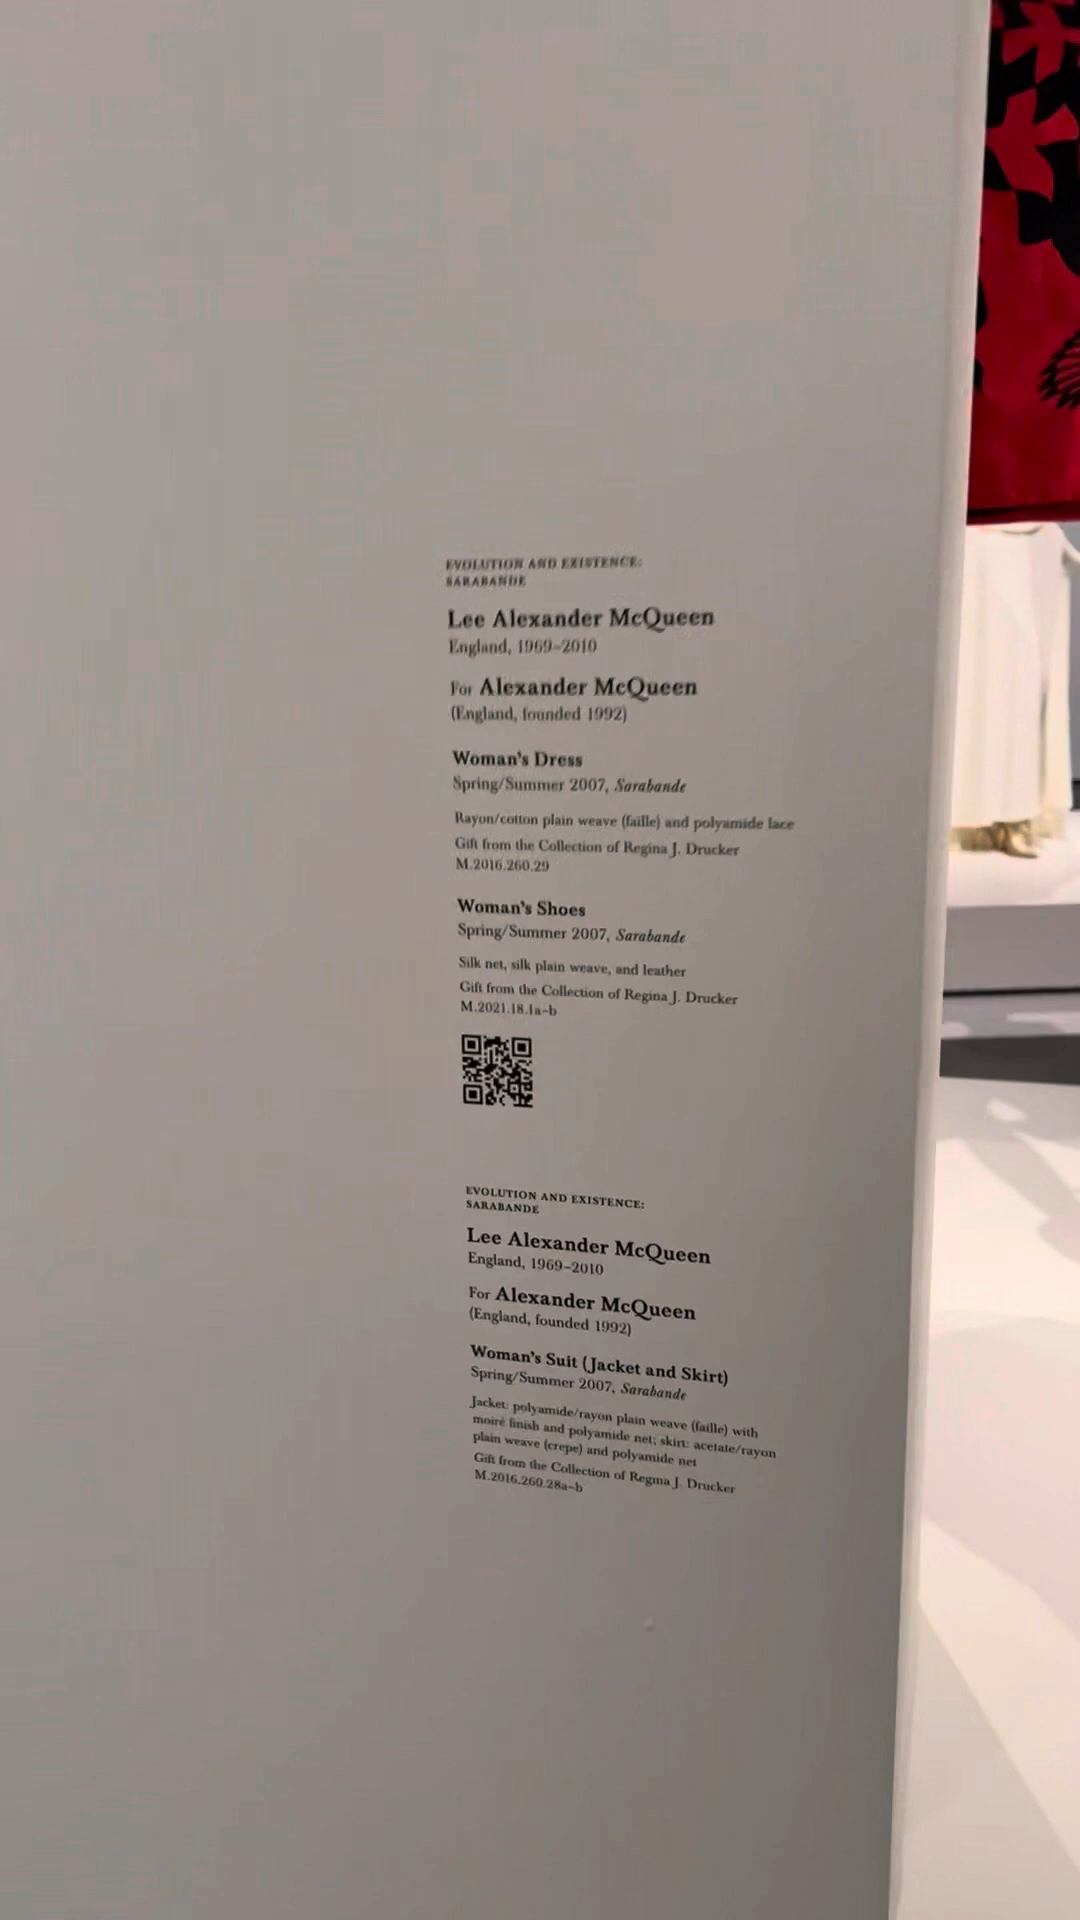 EVOLUTION AND EXISTENCE:
SARABANDE
Lee Alexander McQueen
England, 1969–2010
For Alexander McQueen
(England, founded 1992)
Woman's Dress
Spring/Summer 2007, Sarabande
Rayon/cotton plain weave (faille) and polyamide lace
Gift from the Collection of Regina J. Drucker
M.2016.260.29
Woman's Shoes
Spring/Summer 2007, Sarabande
Silk net, silk plain weave, and leather
Gift from the Collection of Regina J. Drucker
M.2021.18.1a–b
EVOLUTION AND EXISTENCE:
SARABANDE
Lee Alexander McQueen
England, 1969–2010
For Alexander McQueen
(England, founded 1992)
Woman's Suit (Jacket and Skirt)
Spring/Summer 2007, Sarabande
Jacket: polyamide/rayon plain weave (faille) with
moiré finish and polyamide net; skirt: acetate/rayon
plain weave (crepe) and polyamide net
Gift from the Collection of Regina J. Drucker
M.2016.260.28a–b